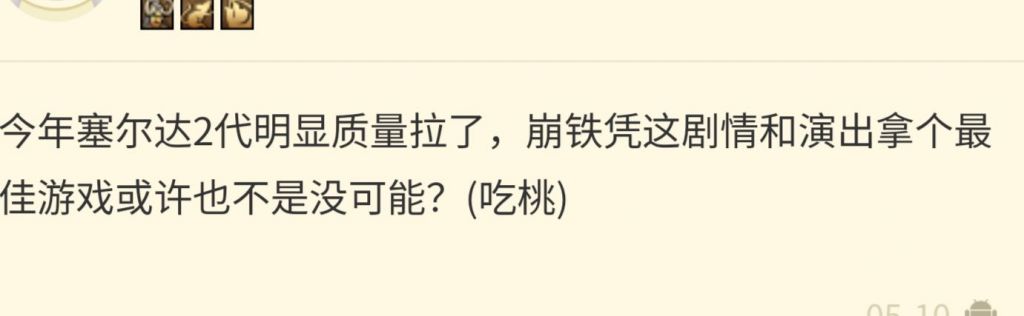 今年塞尔达2代明显质量拉了，崩铁凭这剧情和演出拿个最
佳游戏或许也不是没可能？(吃桃)
05-10